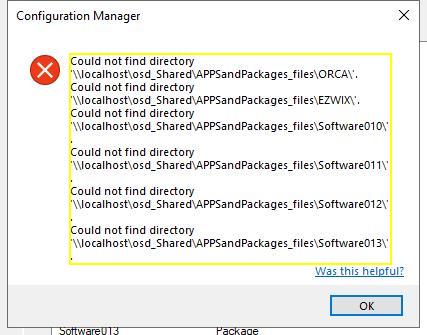 Configuration Manager
Could not find directory
'\\localhost\osd_Shared\APPSandPackages_files\ORCA\'.
Could not find directory
'\\localhost\osd_Shared\APPSandPackages_files\EZWIX\'.
Could not find directory
'\\localhost\osd_Shared\APPSandPackages_files\Software010\'
.
Could not find directory
'\\localhost\osd_Shared\APPSandPackages_files\Software011\'
.
Could not find directory
'\\localhost\osd_Shared\APPSandPackages_files\Software012\'
.
Could not find directory
'\\localhost\osd_Shared\APPSandPackages_files\Software013\'
.
Was this helpful?
OK
Software013 Package